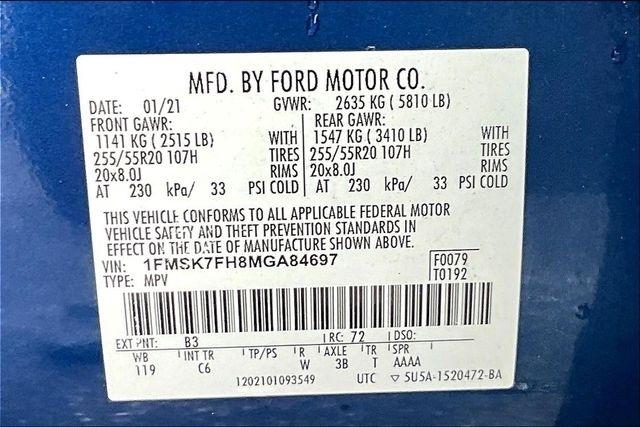 MFD. BY FORD MOTOR CO.
DATE: 01/21 GVWR: 2635 KG ( 5810 LB)
FRONT GAWR: REAR GAWR:
1141 KG ( 2515 LB) WITH 1547 KG ( 3410 LB) WITH
255/55R20 107H TIRES 255/55R20 107H TIRES
20x8.0J RIMS 20x8.0J RIMS
AT 230 kPa/ 33 PSI COLD AT 230 kPa/ 33 PSI COLD
THIS VEHICLE CONFORMS TO ALL APPLICABLE FEDERAL MOTOR
VEHICLE SAFETY AND THEFT PREVENTION STANDARDS IN
EFFECT ON THE DATE OF MANUFACTURE SHOWN ABOVE.
VIN: 1FMSK7FH8MGA84697 F0079
TYPE: MPV T0192
EXT PNT: B3 RC: 72 DSO:
WB INT TR TP/PS R AXLE TR SPR
119 C6 W 3B T AAAA
1202101093549 UTC ▽ 5U5A-1520472-BA